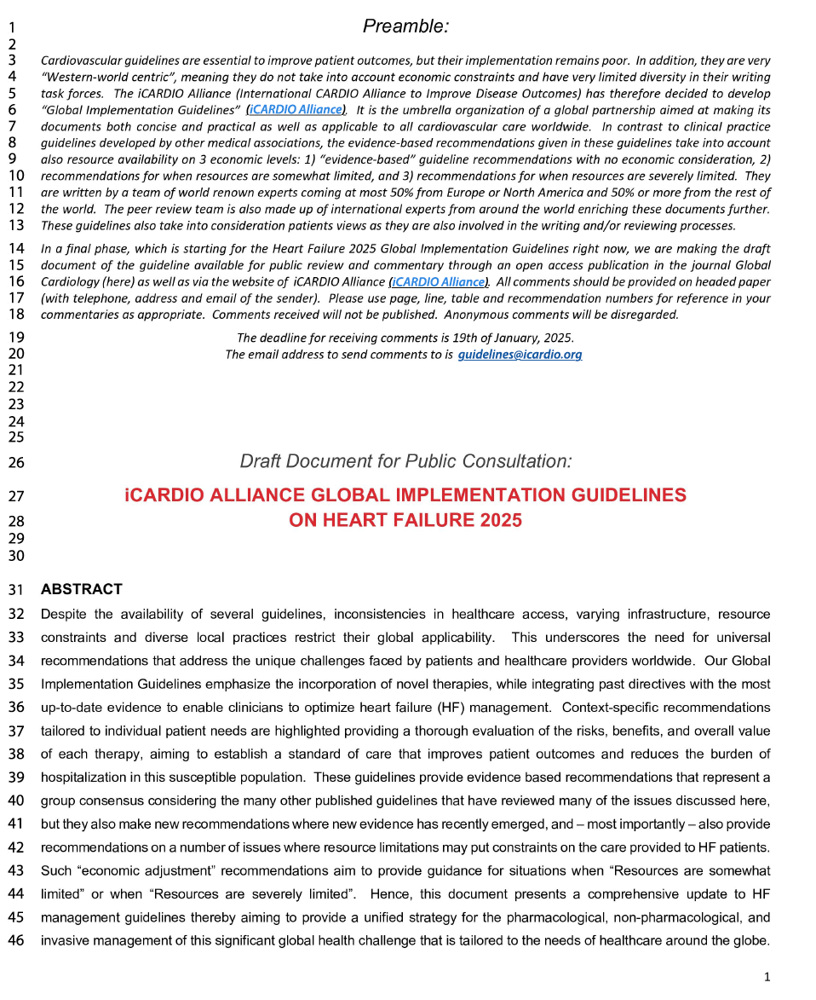 1 Preamble:
2
3 Cardiovascular guidelines are essential to improve patient outcomes, but their implementation remains poor. In addition, they are very
4 “Western-world centric”, meaning they do not take into account economic constraints and have very limited diversity in their writing
5 task forces. The iCARDIO Alliance (International CARDIO Alliance to Improve Disease Outcomes) has therefore decided to develop
6 “Global Implementation Guidelines” (iCARDIO Alliance). It is the umbrella organization of a global partnership aimed at making its
7 documents both concise and practical as well as applicable to all cardiovascular care worldwide. In contrast to clinical practice
8 guidelines developed by other medical associations, the evidence-based recommendations given in these guidelines take into account
9 also resource availability on 3 economic levels: 1) “evidence-based” guideline recommendations with no economic consideration, 2)
10 recommendations for when resources are somewhat limited, and 3) recommendations for when resources are severely limited. They
11 are written by a team of world renown experts coming at most 50% from Europe or North America and 50% or more from the rest of
12 the world. The peer review team is also made up of international experts from around the world enriching these documents further.
13 These guidelines also take into consideration patients views as they are also involved in the writing and/or reviewing processes.
14 In a final phase, which is starting for the Heart Failure 2025 Global Implementation Guidelines right now, we are making the draft
15 document of the guideline available for public review and commentary through an open access publication in the journal Global
16 Cardiology (here) as well as via the website of iCARDIO Alliance (iCARDIO Alliance). All comments should be provided on headed paper
17 (with telephone, address and email of the sender). Please use page, line, table and recommendation numbers for reference in your
18 commentaries as appropriate. Comments received will not be published. Anonymous comments will be disregarded.
19 The deadline for receiving comments is 19th of January, 2025.
20 The email address to send comments to is guidelines@icardio.org
21
22
23
24
25
26 Draft Document for Public Consultation:
27 iCARDIO ALLIANCE GLOBAL IMPLEMENTATION GUIDELINES
28 ON HEART FAILURE 2025
29
30
31 ABSTRACT
32 Despite the availability of several guidelines, inconsistencies in healthcare access, varying infrastructure, resource
33 constraints and diverse local practices restrict their global applicability. This underscores the need for universal
34 recommendations that address the unique challenges faced by patients and healthcare providers worldwide. Our Global
35 Implementation Guidelines emphasize the incorporation of novel therapies, while integrating past directives with the most
36 up-to-date evidence to enable clinicians to optimize heart failure (HF) management. Context-specific recommendations
37 tailored to individual patient needs are highlighted providing a thorough evaluation of the risks, benefits, and overall value
38 of each therapy, aiming to establish a standard of care that improves patient outcomes and reduces the burden of
39 hospitalization in this susceptible population. These guidelines provide evidence based recommendations that represent a
40 group consensus considering the many other published guidelines that have reviewed many of the issues discussed here,
41 but they also make new recommendations where new evidence has recently emerged, and – most importantly – also provide
42 recommendations on a number of issues where resource limitations may put constraints on the care provided to HF patients.
43 Such “economic adjustment” recommendations aim to provide guidance for situations when “Resources are somewhat
44 limited” or when “Resources are severely limited”. Hence, this document presents a comprehensive update to HF
45 management guidelines thereby aiming to provide a unified strategy for the pharmacological, non-pharmacological, and
46 invasive management of this significant global health challenge that is tailored to the needs of healthcare around the globe.
1